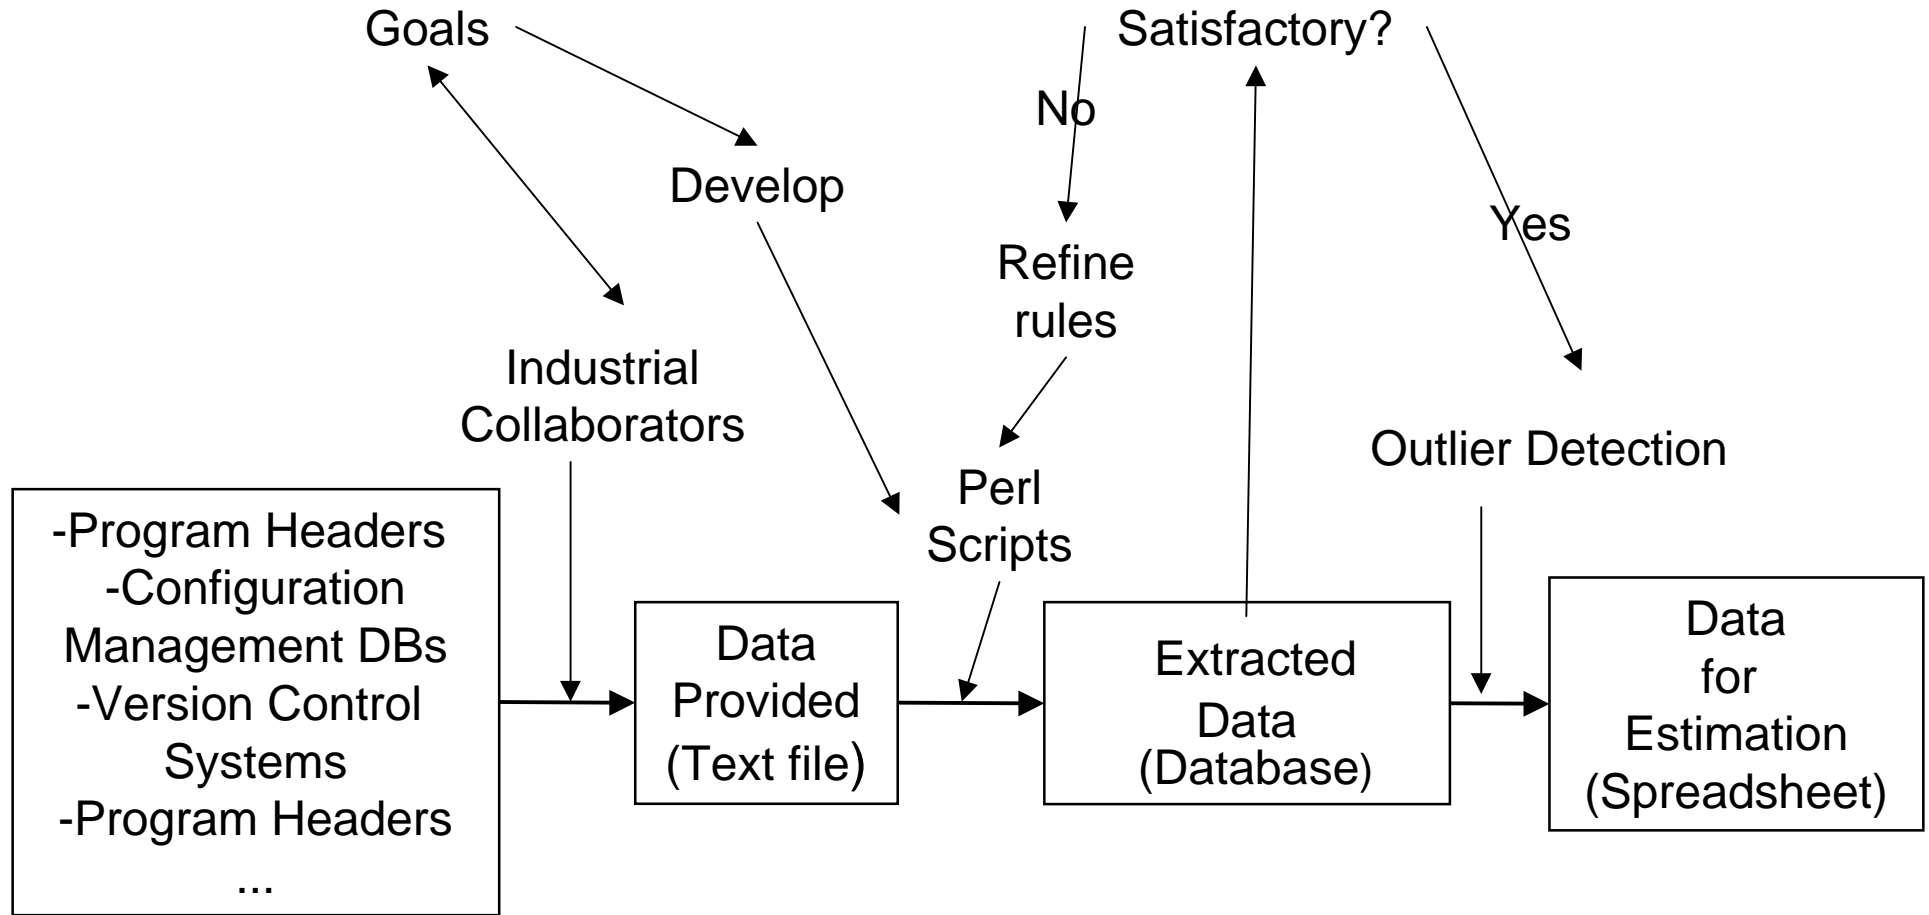 Goals
Satisfactory?
No
Develop
Yes
Refine
rules
Industrial
Collaborators
Outlier Detection
Perl
Scripts
-Program Headers
-Configuration
Management DBs
-Version Control
Systems
-Program Headers
...
Data
Provided
(Text file)
Extracted
Data
(Database)
Data
for
Estimation
(Spreadsheet)